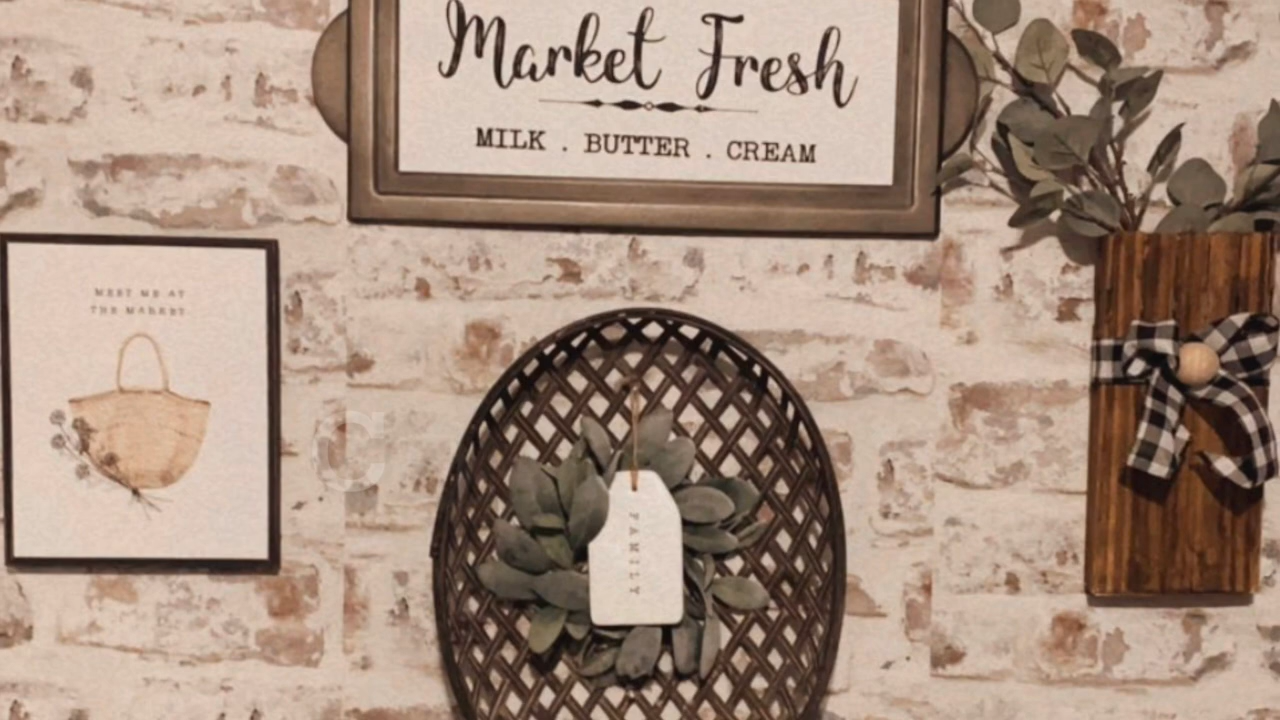 Market Fresh
MILK . BUTTER . CREAM
MEET ME AT
THE MARKET
FAMILY